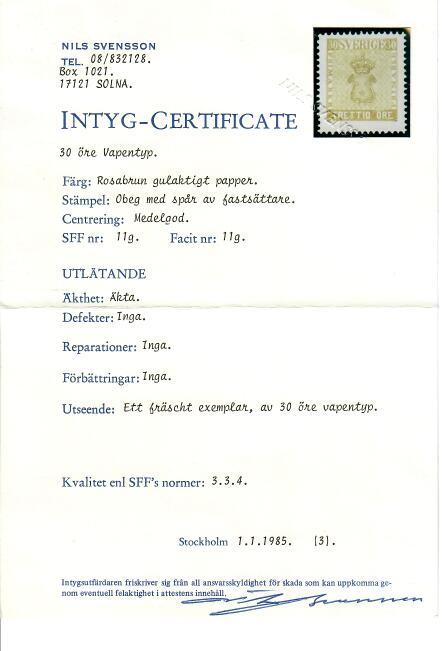 NILS SVENSSON
TEL. 08/832128.
Box 1021.
17121 SOLNA.
30 SVERIGE 30
TRETTIO ÖRE
INTYG-CERTIFICATE
30 öre Vapentyp.
Färg: Rosabrun gulaktigt papper.
Stämpel: Obeg med spår av fastsättare.
Centrering: Medelgod.
SFF nr: 11g. Facit nr: 11g.
UTLÅTANDE
Äkthet: Äkta.
Defekter: Inga.
Reparationer: Inga.
Förbättringar: Inga.
Utseende: Ett fräscht exemplar, av 30 öre vapentyp.
Kvalitet enl SFF's normer: 3.3.4.
Stockholm 1.1.1985. (3).
Intygsutfärdaren friskriver sig från all ansvarsskyldighet för skada som kan uppkomma ge-
nom eventuell felaktighet i attestens innehåll.